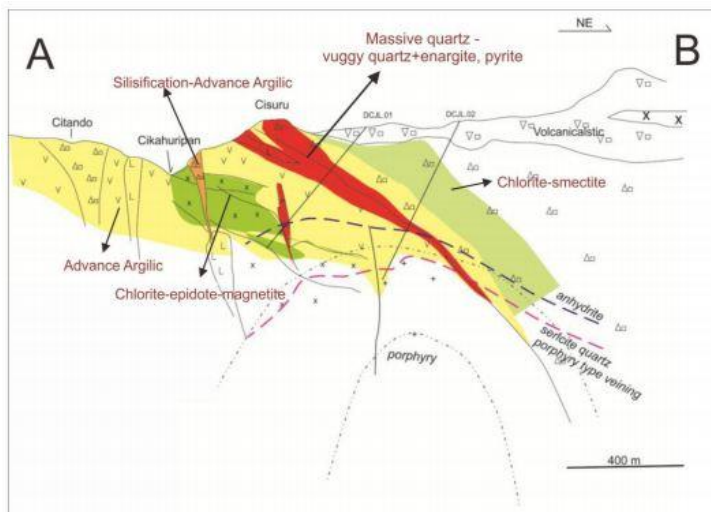 A
NE
B
Massive quartz -
vuggy quartz+enargite, pyrite
Silisification-Advance Argilic
Cisuru
Citando
Cikahuripan
DCJL.01
DCJL.02
Volcanicalistic
Chlorite-smectite
Advance Argilic
Chlorite-epidote-magnetite
anhydrite
sericite quartz
porphyry type veining
porphyry
400 m